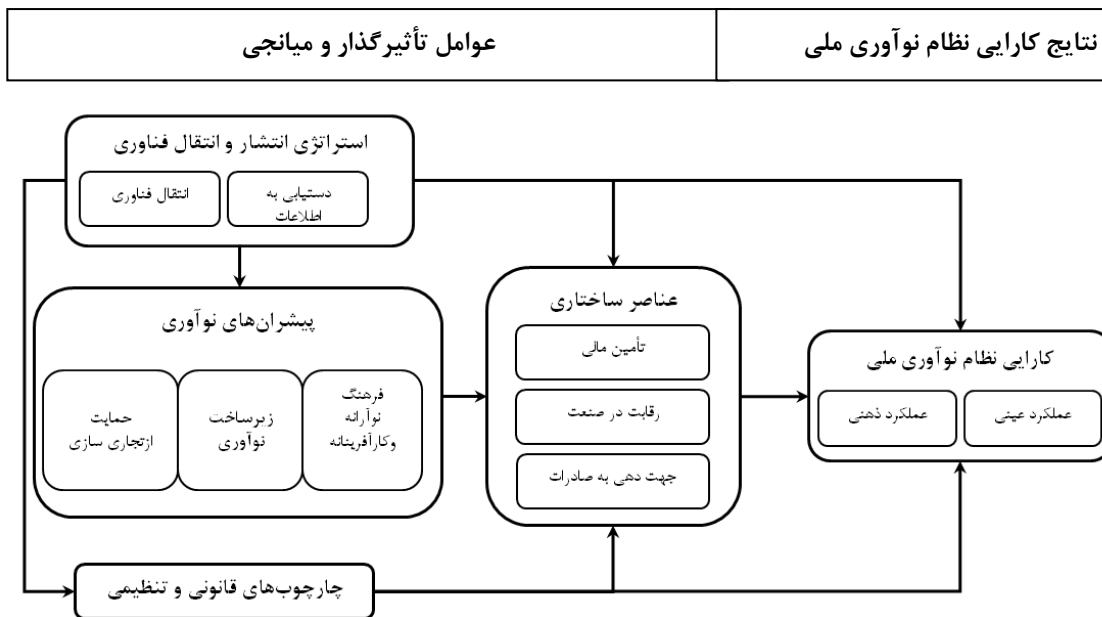 نتایج کارایی نظام نوآوری ملی
عوامل تأثیرگذار و میانجی
استراتژی انتشار و انتقال فناوری
دستیابی به
اطلاعات
انتقال فناوری
پیشران‌های نوآوری
فرهنگ
نوآرانه
وکارآفرینانه
زیرساخت
نوآوری
حمایت
ازتجاری سازی
عناصر ساختاری
تأمین مالی
رقابت در صنعت
جهت دهی به صادرات
کارایی نظام نوآوری ملی
عملکرد عینی
عملکرد ذهنی
چارچوب‌های قانونی و تنظیمی